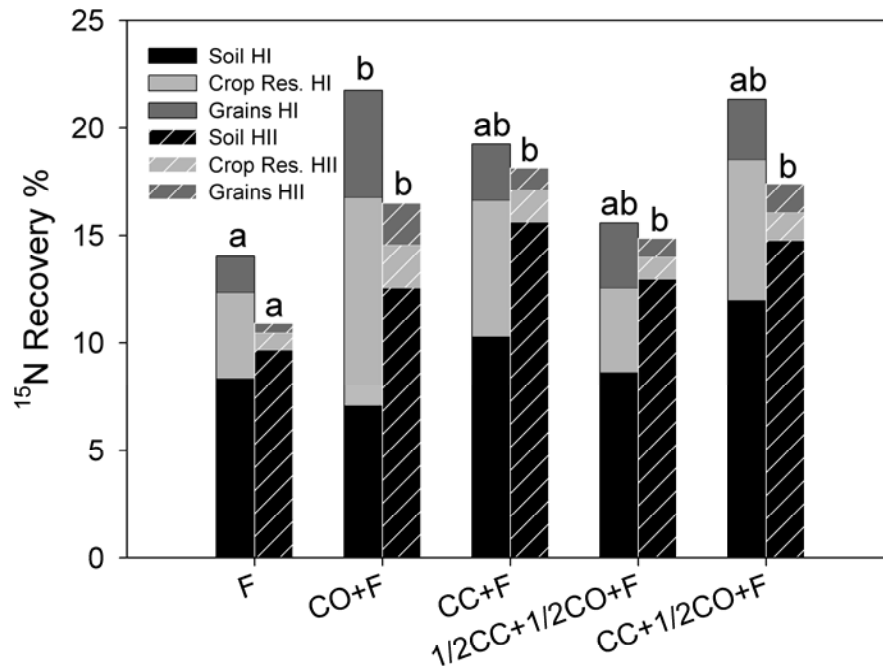 25
20
15
10
5
0
¹⁵N Recovery %
Soil HI
Crop Res. HI
Grains HI
Soil HII
Crop Res. HII
Grains HII
a
a
b
b
ab
b
ab
b
ab
b
F
CO+F
CC+F
1/2CC+1/2CO+F
CC+1/2CO+F